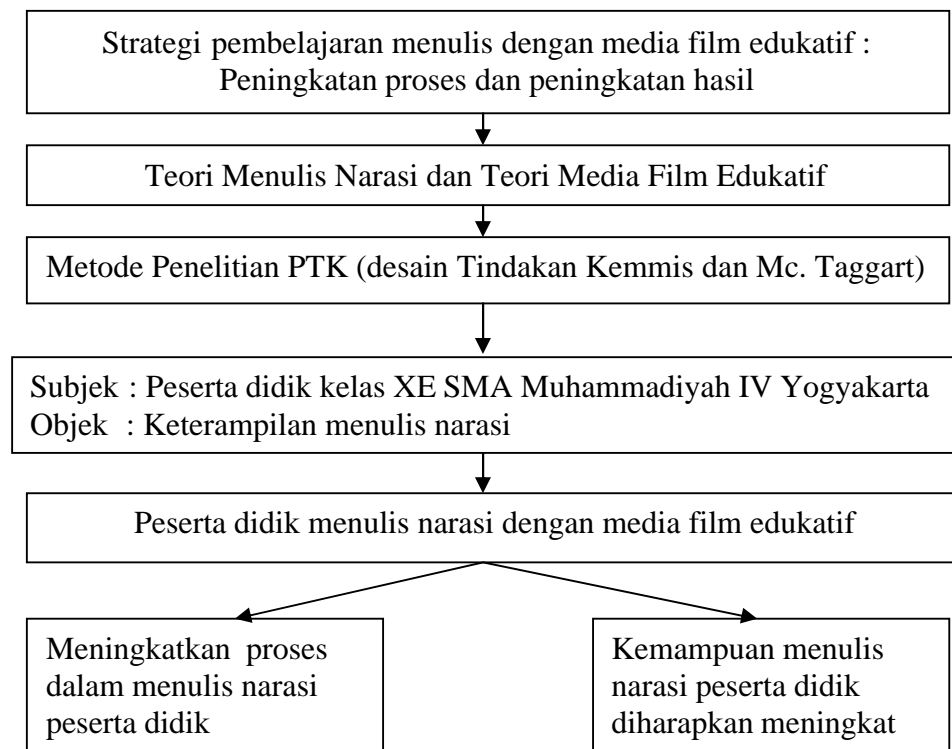 Strategi pembelajaran menulis dengan media film edukatif :
Peningkatan proses dan peningkatan hasil
Teori Menulis Narasi dan Teori Media Film Edukatif
Metode Penelitian PTK (desain Tindakan Kemmis dan Mc. Taggart)
Subjek : Peserta didik kelas XE SMA Muhammadiyah IV Yogyakarta
Objek : Keterampilan menulis narasi
Peserta didik menulis narasi dengan media film edukatif
Meningkatkan proses
dalam menulis narasi
peserta didik
Kemampuan menulis
narasi peserta didik
diharapkan meningkat